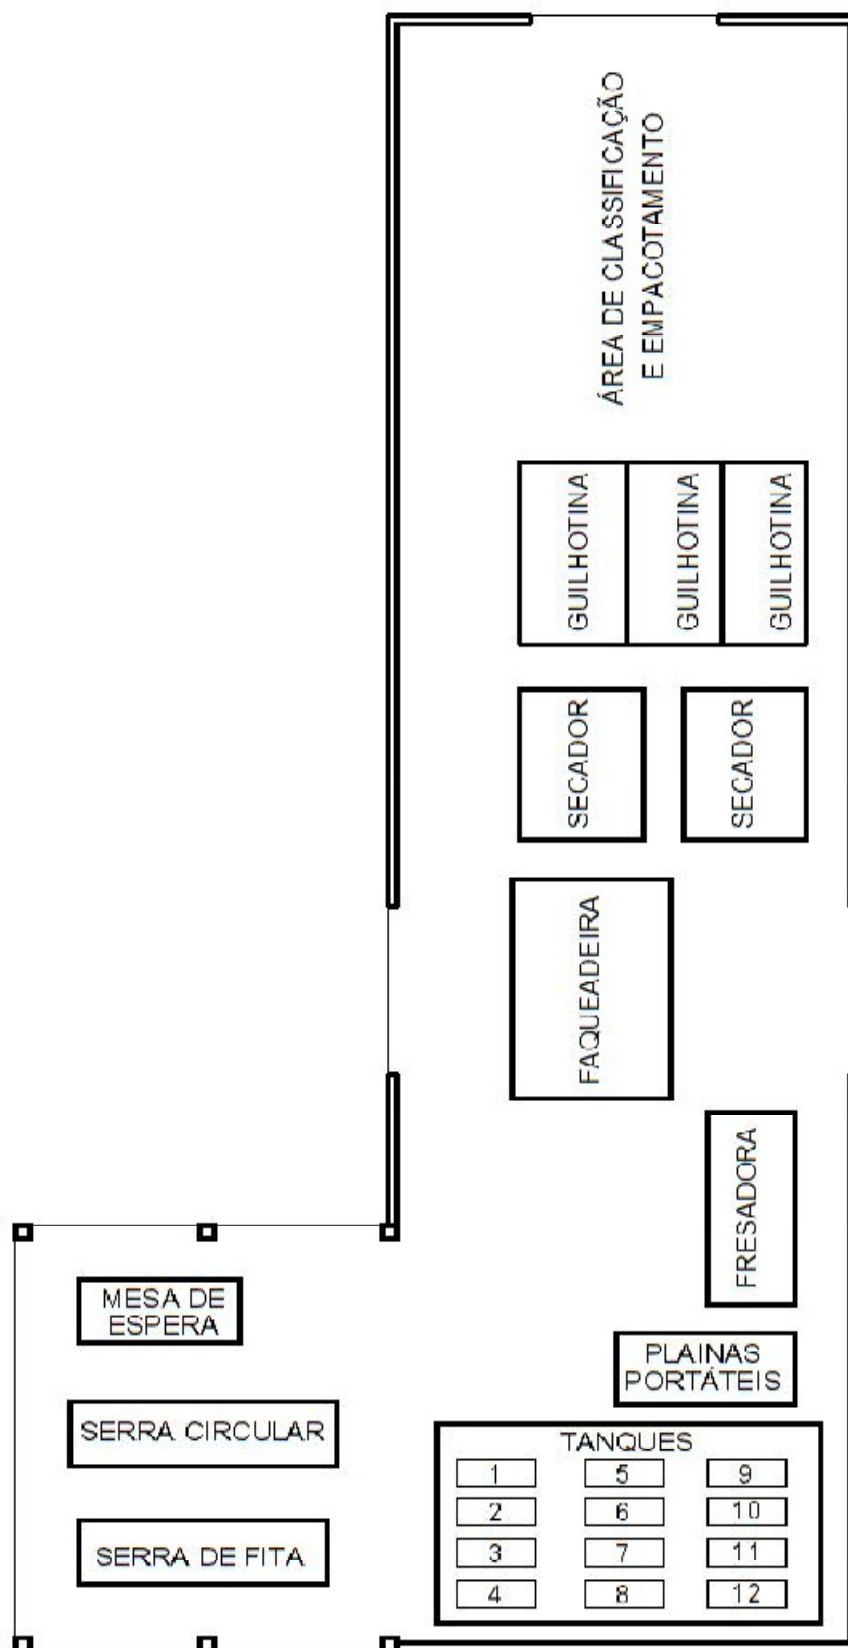 ÁREA DE CLASSIFICAÇÃO
E EMPACOTAMENTO
GUILHOTINA
GUILHOTINA
GUILHOTINA
SECADOR
SECADOR
FAQUEADEIRA
FRESADORA
MESA DE
ESPERA
PLAINAS
PORTÁTEIS
SERRA CIRCULAR
SERRA DE FITA
TANQUES
1 5 9
2 6 10
3 7 11
4 8 12